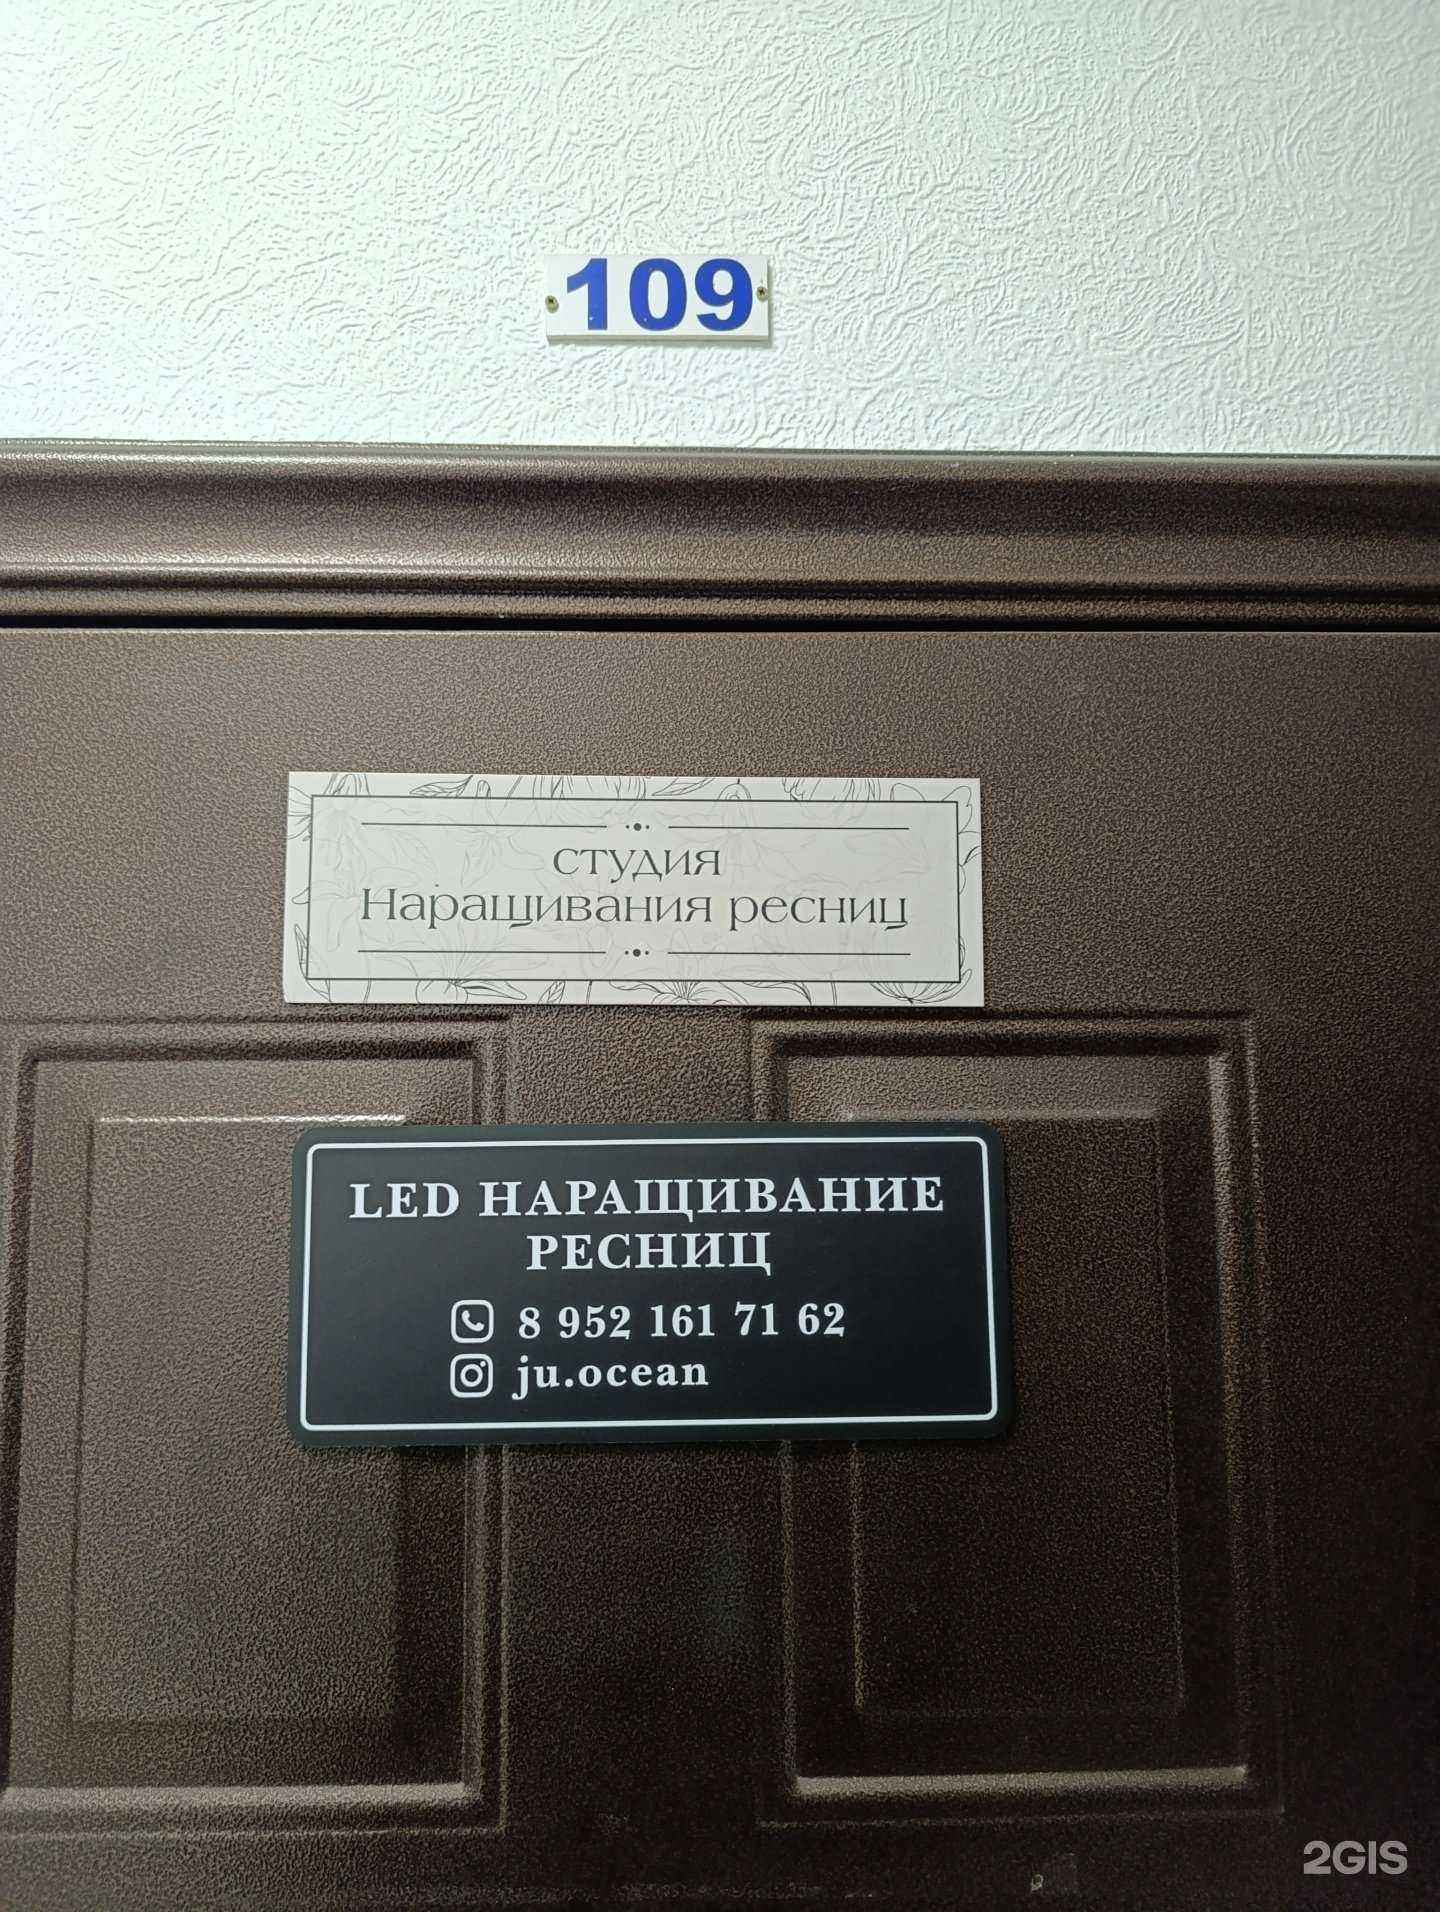 109
студия
Наращивания ресниц
LED НАРАЩИВАНИЕ
РЕСНИЦ
8 952 161 71 62
ju.ocean
2GIS